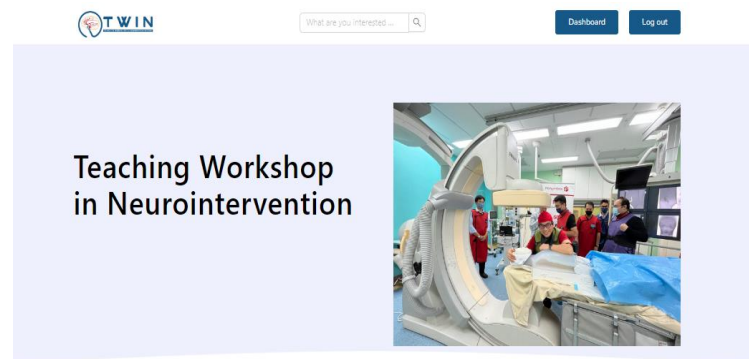 TWIN
What are you interested ...
Dashboard
Log out
Teaching Workshop
in Neurointervention